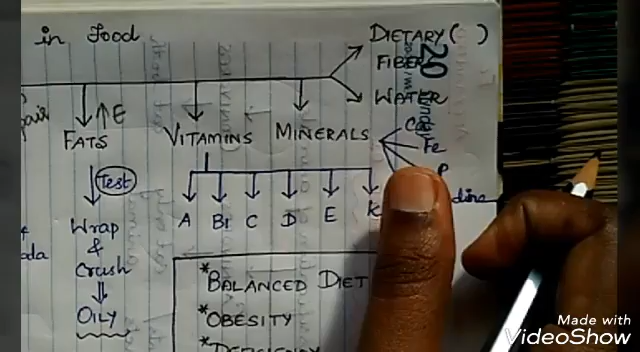 in Food
DIETARY ( )
FIBER
20
WATER
E
FATS
VITAMINS
MINERALS
Ca
Fe
P
Test
A B1 C D E K
Wrap
&
Crush
OILY
*BALANCED DIET
*OBESITY
*DEFICIENCY
Made with
VideoShow